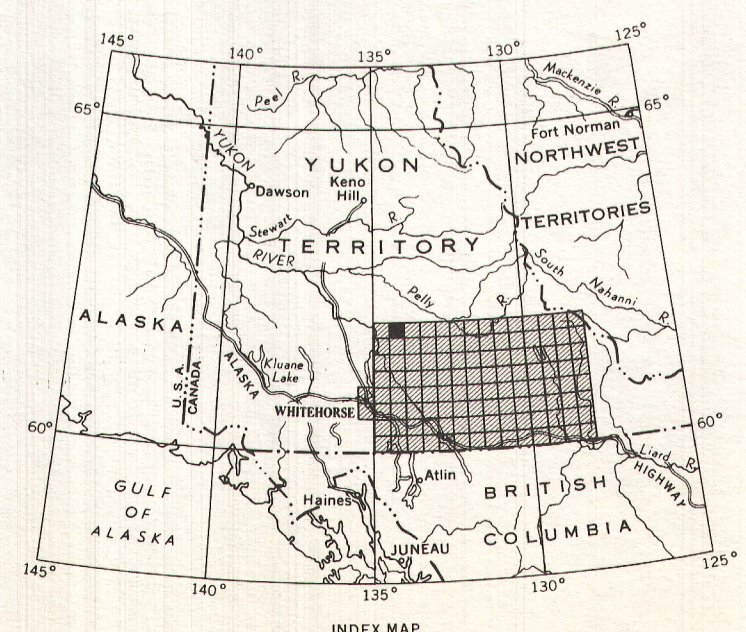 145°
140°
135°
130°
125°
65°
Peel R.
Mackenzie R.
65°
Fort Norman
YUKON
YUKON
NORTHWEST
Keno
Hill
Dawson
Stewart R.
TERRITORY
TERRITORIES
RIVER
South Nahanni R.
Pelly R.
ALASKA
ALASKA
U.S.A.
CANADA
Kluane
Lake
WHITEHORSE
60°
60°
Liard R.
HIGHWAY
Atlin
BRITISH
COLUMBIA
GULF
OF
ALASKA
Haines
JUNEAU
145°
140°
135°
130°
125°
INDEX MAP